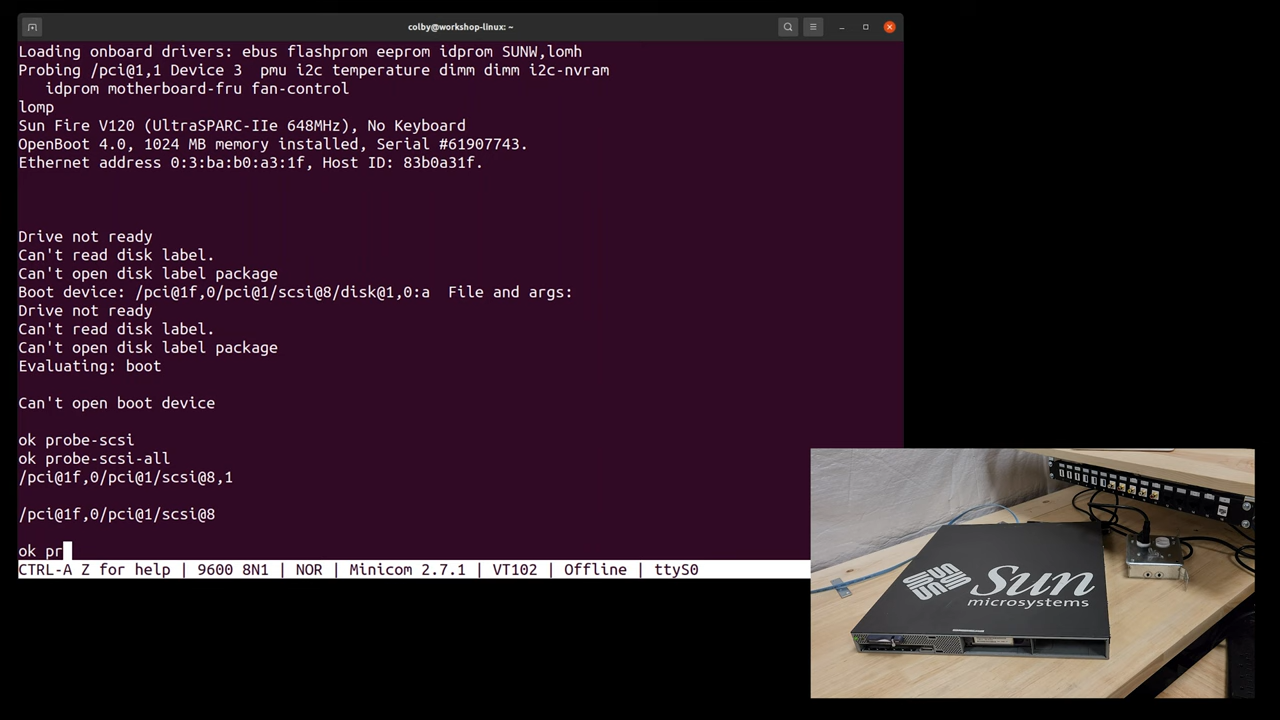 colby@workshop-linux: ~
Loading onboard drivers: ebus flashprom eeprom idprom SUNW,lomh
Probing /pci@1,1 Device 3  pmu i2c temperature dimm dimm i2c-nvram
   idprom motherboard-fru fan-control
lomp
Sun Fire V120 (UltraSPARC-IIe 648MHz), No Keyboard
OpenBoot 4.0, 1024 MB memory installed, Serial #61907743.
Ethernet address 0:3:ba:b0:a3:1f, Host ID: 83b0a31f.
Drive not ready
Can't read disk label.
Can't open disk label package
Boot device: /pci@1f,0/pci@1/scsi@8/disk@1,0:a  File and args:
Drive not ready
Can't read disk label.
Can't open disk label package
Evaluating: boot
Can't open boot device
ok probe-scsi
ok probe-scsi-all
/pci@1f,0/pci@1/scsi@8,1
/pci@1f,0/pci@1/scsi@8
ok pr
CTRL-A Z for help | 9600 8N1 | NOR | Minicom 2.7.1 | VT102 | Offline | ttyS0
Sun
microsystems